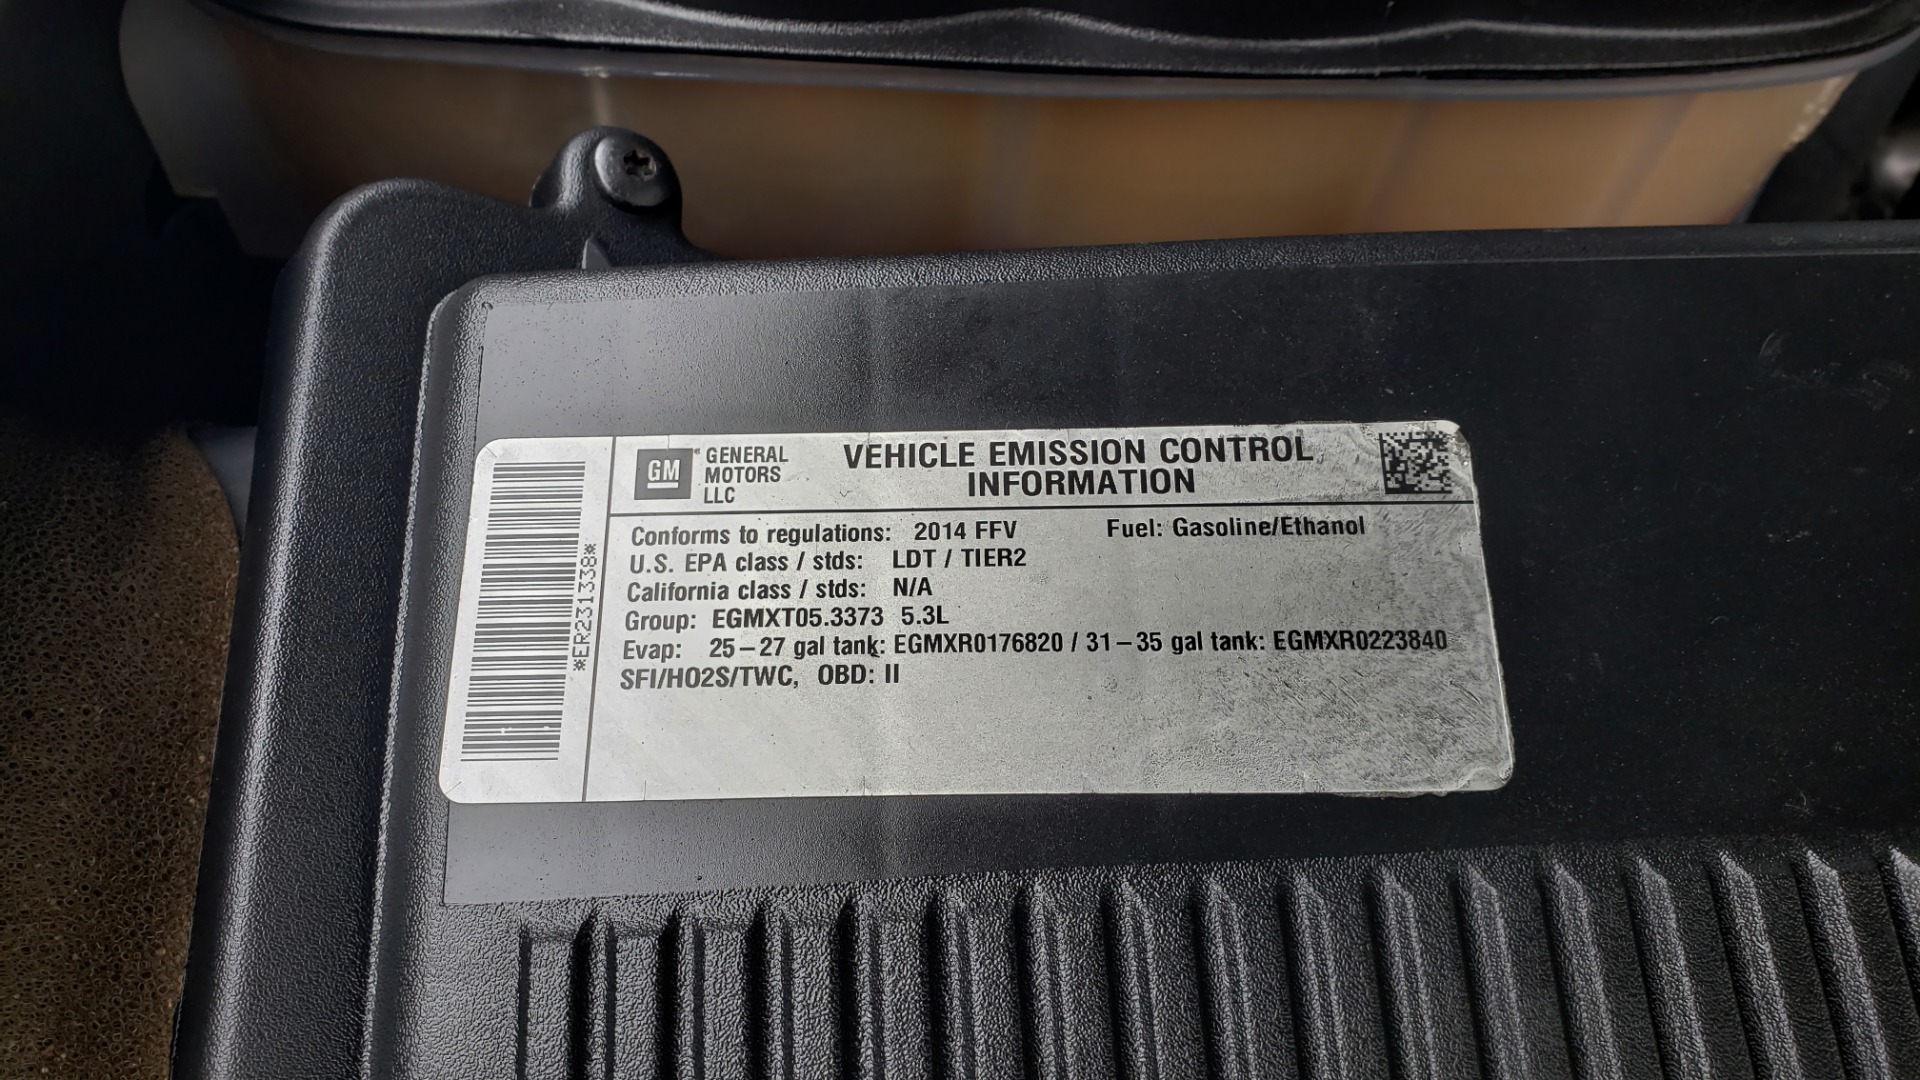 *ER231338*
GM
GENERAL
MOTORS
LLC
VEHICLE EMISSION CONTROL
INFORMATION
Conforms to regulations: 2014 FFV Fuel: Gasoline/Ethanol
U.S. EPA class / stds: LDT / TIER2
California class / stds: N/A
Group: EGMXT05.3373 5.3L
Evap: 25–27 gal tank: EGMXR0176820 / 31–35 gal tank: EGMXR0223840
SFI/HO2S/TWC, OBD: II